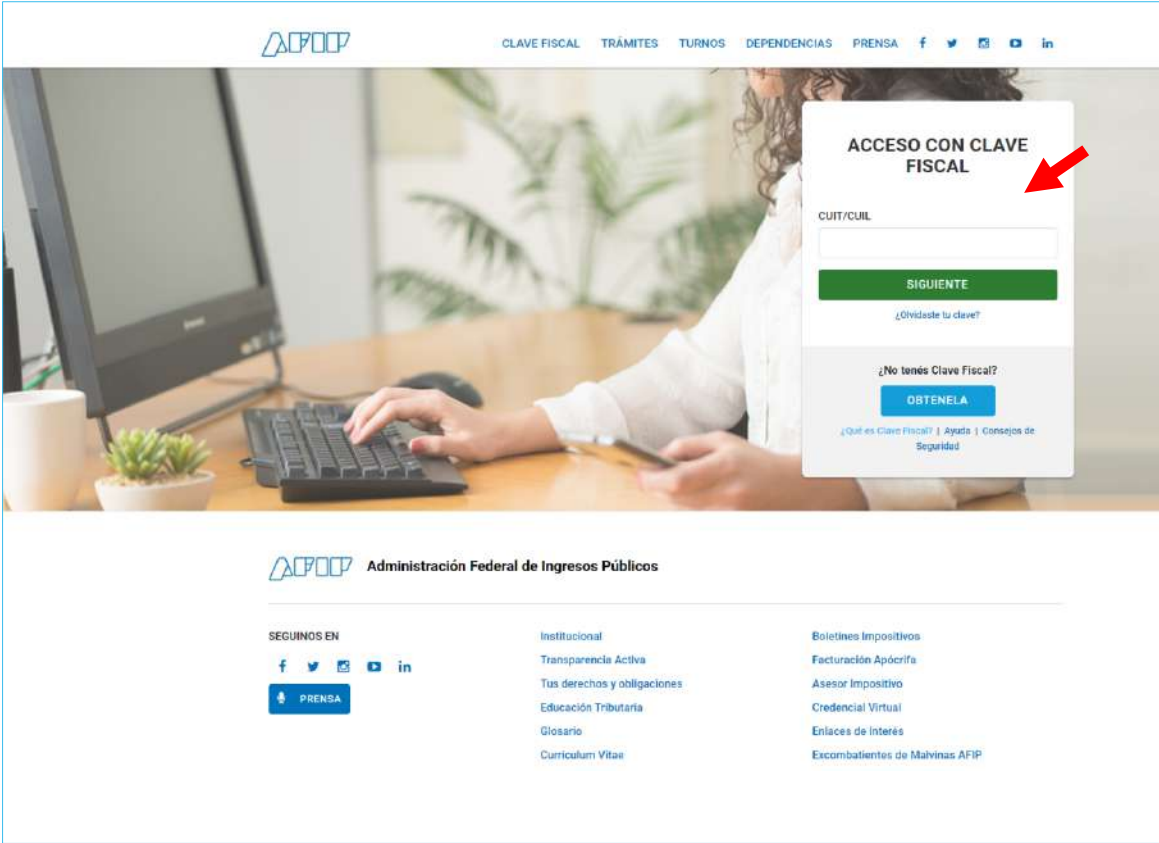 AFIP
CLAVE FISCAL TRÁMITES TURNOS DEPENDENCIAS PRENSA
ACCESO CON CLAVE
FISCAL
CUIT/CUIL
SIGUIENTE
¿Olvidaste tu clave?
¿No tenés Clave Fiscal?
OBTENELA
¿Qué es Clave Fiscal? | Ayuda | Consejos de
Seguridad
AFIP Administración Federal de Ingresos Públicos
SEGUINOS EN
PRENSA
Institucional
Transparencia Activa
Tus derechos y obligaciones
Educación Tributaria
Glosario
Curriculum Vitae
Boletines Impositivos
Facturación Apócrifa
Asesor Impositivo
Credencial Virtual
Enlaces de interés
Excombatientes de Malvinas AFIP